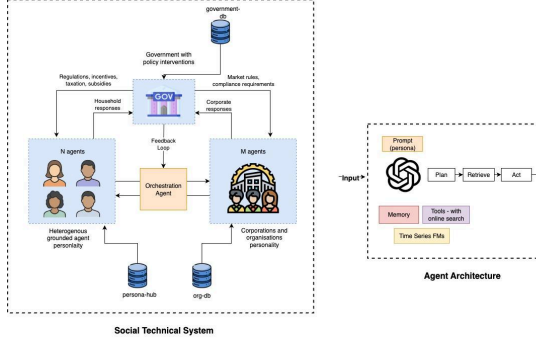 government-
db
Government with
policy interventions
Regulations, incentives,
taxation, subsidies
Market rules,
compliance requirements
GOV
Household
responses
Corporate
responses
Feedback
Loop
N agents
M agents
Orchestration
Agent
Heterogenous
grounded agent
personlaity
Corporations and
organisations
personality
persona-hub
org-db
Social Technical System
Prompt
(persona)
Input
Plan
Retrieve
Act
Memory
Tools - with
online search
Time Series FMs
Agent Architecture